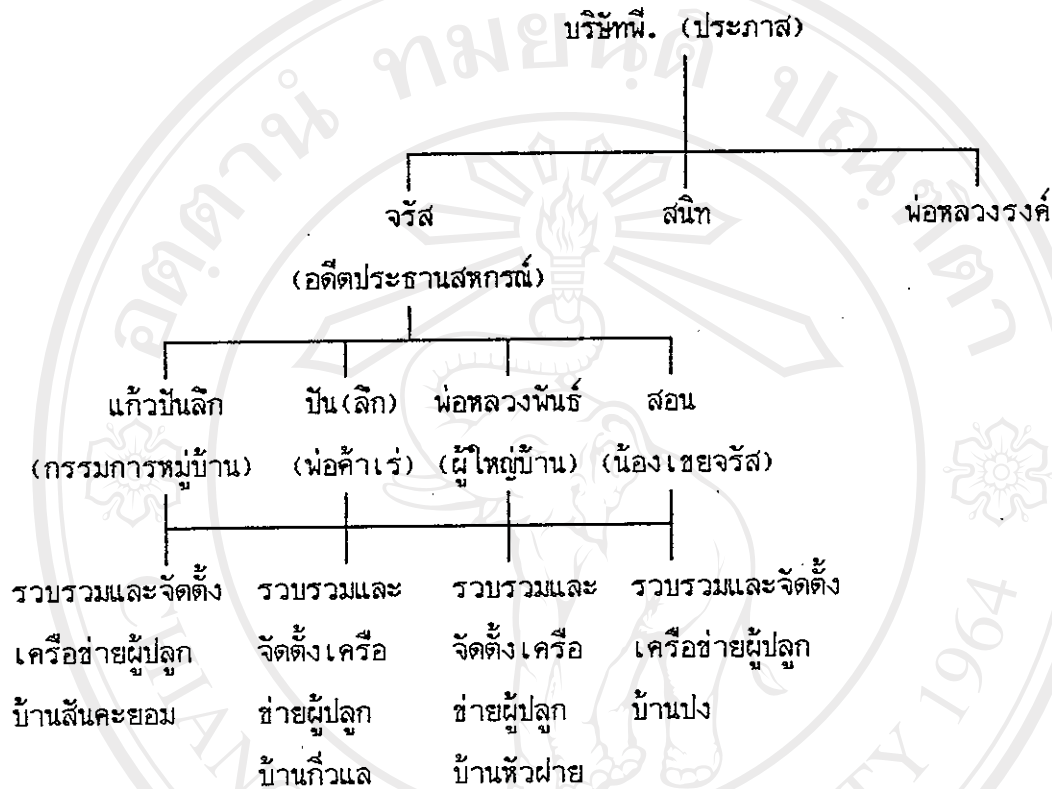 บริษัทพี. (ประภาส)
จรัส สนิท พ่อหลวงรงค์
(อดีตประธานสหกรณ์)
แก้วปันลึก ปัน(ลึก) พ่อหลวงพันธ์ สอน
(กรรมการหมู่บ้าน) (พ่อค้าเร่) (ผู้ใหญ่บ้าน) (น้องเขยจรัส)
รวบรวมและจัดตั้ง รวบรวมและ รวบรวมและ รวบรวมและจัดตั้ง
เครือข่ายผู้ปลูก จัดตั้งเครือ จัดตั้งเครือ เครือข่ายผู้ปลูก
บ้านสันคะยอม ข่ายผู้ปลูก ข่ายผู้ปลูก บ้านปง
บ้านกิ่วแล บ้านหัวฝาย